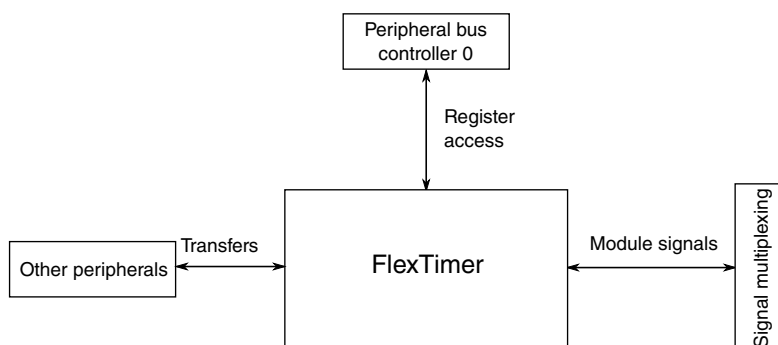 Peripheral bus
controller 0
Register
access
Transfers
Other peripherals
FlexTimer
Module signals
Signal multiplexing